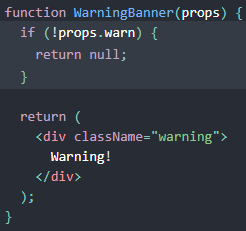 function WarningBanner(props) {
  if (!props.warn) {
    return null;
  }

  return (
    <div className="warning">
      Warning!
    </div>
  );
}